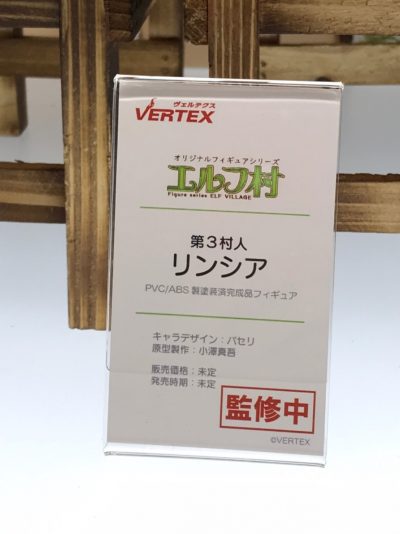 ヴェルテクス
VERTEX
オリジナルフィギュアシリーズ
エルフ村
Figure series ELF VILLAGE
第3村人
リンシア
PVC/ABS 製塗装済完成品フィギュア
キャラデザイン：パセリ
原型製作：小澤真吾
販売価格：未定
発売時期：未定
監修中
©VERTEX